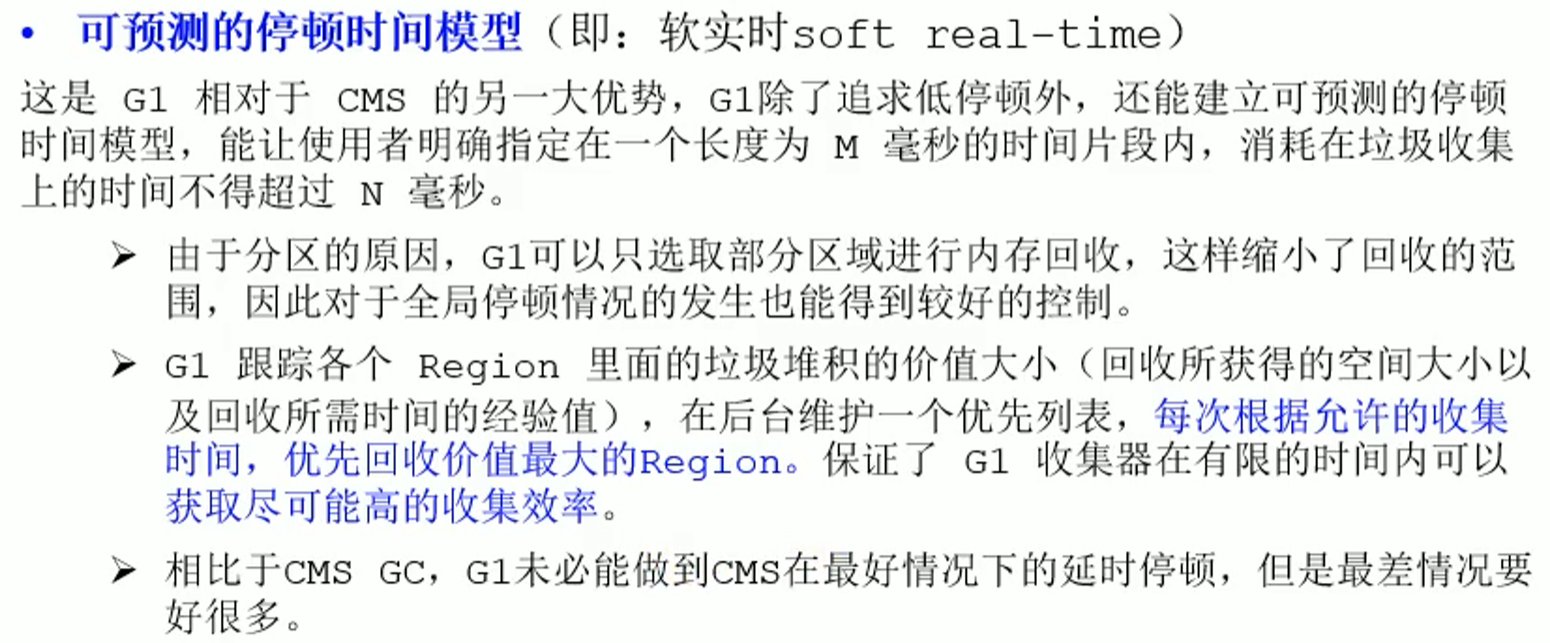 • 可预测的停顿时间模型（即：软实时soft real-time）
这是 G1 相对于 CMS 的另一大优势，G1除了追求低停顿外，还能建立可预测的停顿
时间模型，能让使用者明确指定在一个长度为 M 毫秒的时间片段内，消耗在垃圾收集
上的时间不得超过 N 毫秒。
➢ 由于分区的原因，G1可以只选取部分区域进行内存回收，这样缩小了回收的范
围，因此对于全局停顿情况的发生也能得到较好的控制。
➢ G1 跟踪各个 Region 里面的垃圾堆积的价值大小（回收所获得的空间大小以
及回收所需时间的经验值），在后台维护一个优先列表，每次根据允许的收集
时间，优先回收价值最大的Region。保证了 G1 收集器在有限的时间内可以
获取尽可能高的收集效率。
➢ 相比于CMS GC，G1未必能做到CMS在最好情况下的延时停顿，但是最差情况要
好很多。